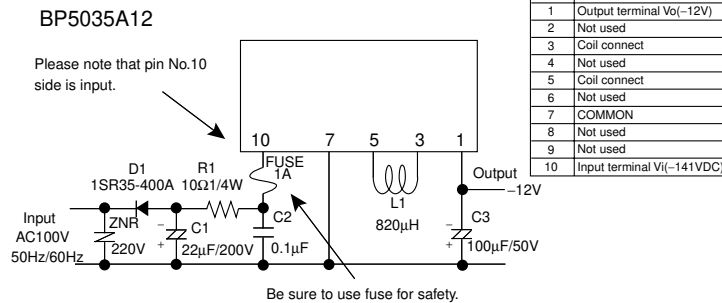 BP5035A12
Please note that pin No.10
side is input.
10 7 5 3 1
FUSE
1A
D1
1SR35-400A
R1
10Ω1/4W
L1
820μH
Output
−12V
Input
AC100V
50Hz/60Hz
ZNR
220V
− C1
+ 22μF/200V
C2
0.1μF
− C3
+ 100μF/50V
Be sure to use fuse for safety.
1 Output terminal Vo(−12V)
2 Not used
3 Coil connect
4 Not used
5 Coil connect
6 Not used
7 COMMON
8 Not used
9 Not used
10 Input terminal Vi(−141VDC)